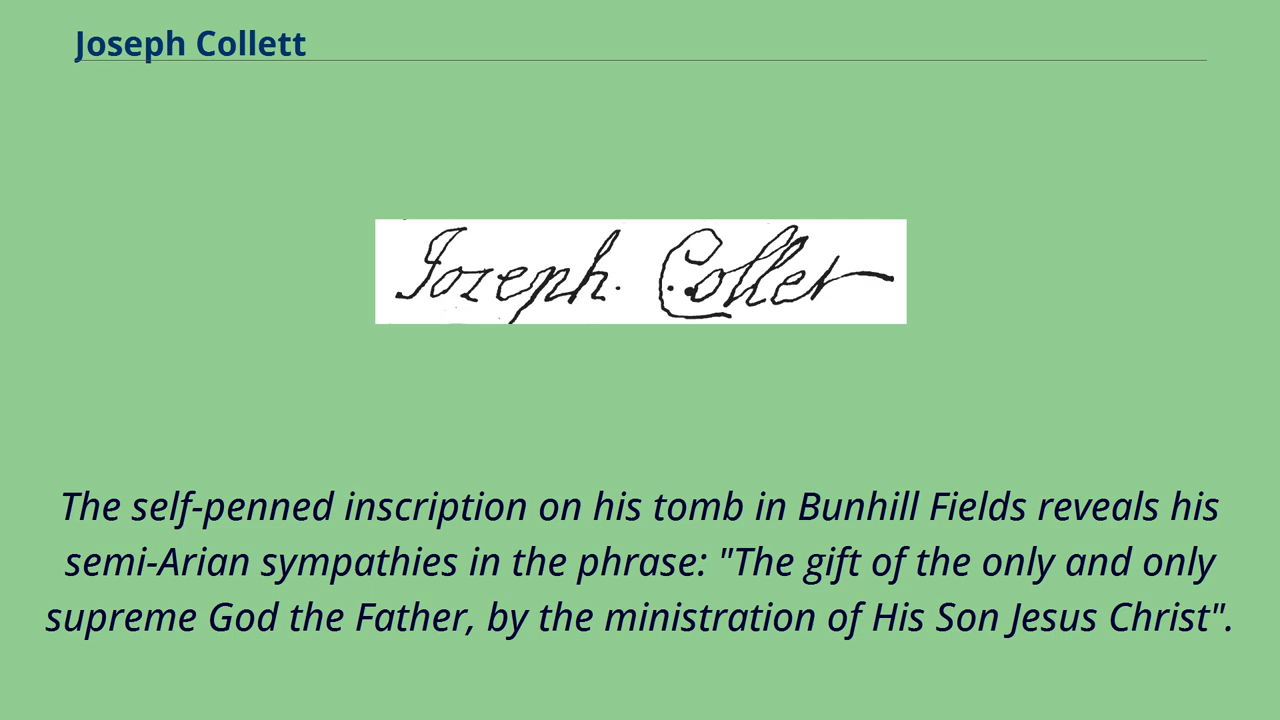 Joseph Collett
Joseph. Collet
The self-penned inscription on his tomb in Bunhill Fields reveals his
semi-Arian sympathies in the phrase: "The gift of the only and only
supreme God the Father, by the ministration of His Son Jesus Christ".